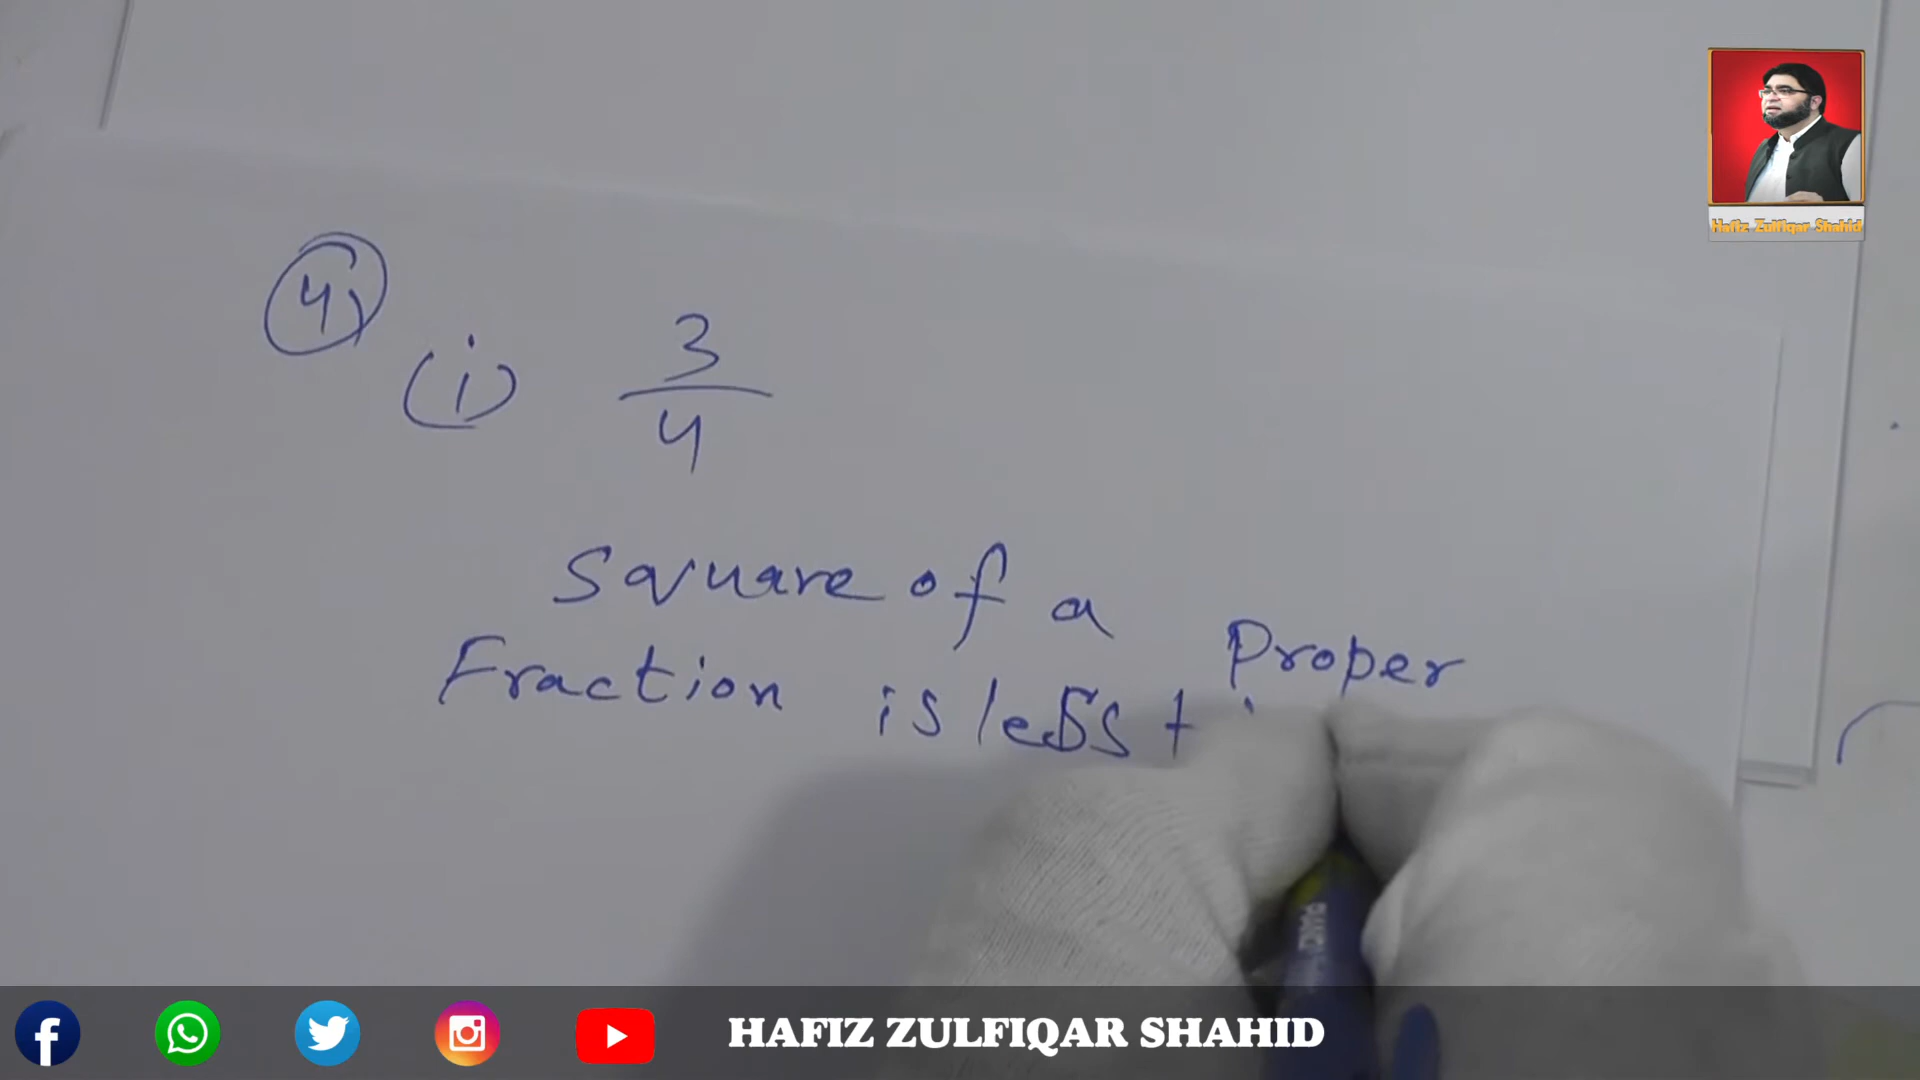 Hafiz Zulfiqar Shahid
4)
(i) 3/4
Square of a Proper
Fraction is less
HAFIZ ZULFIQAR SHAHID